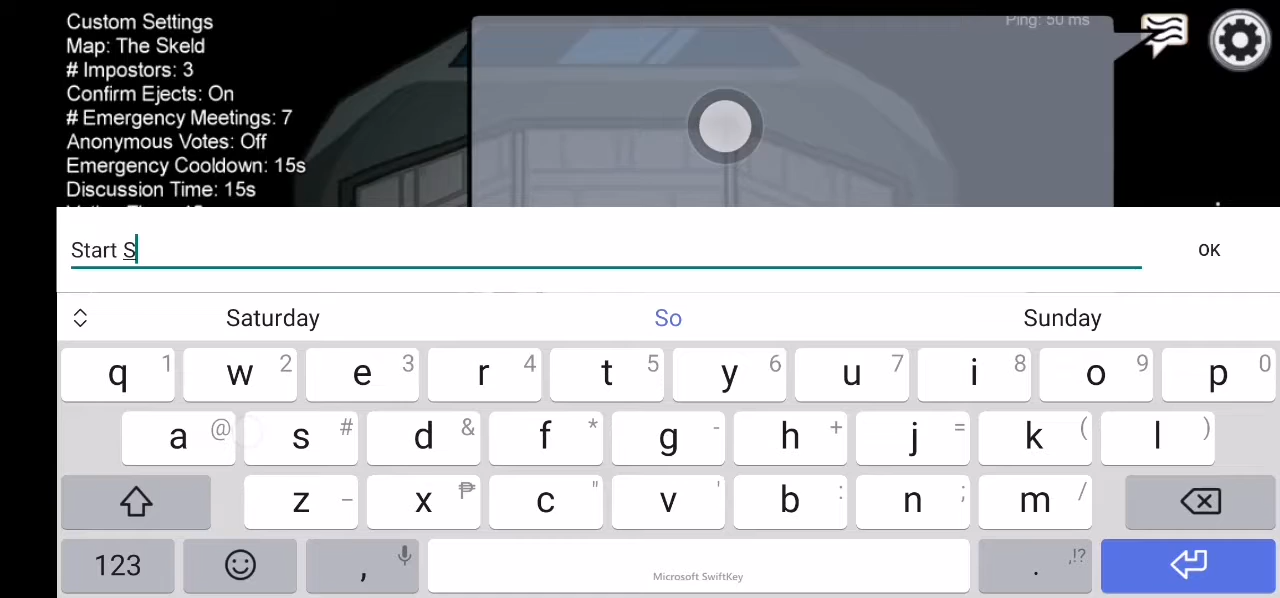 Custom Settings
Map: The Skeld
# Impostors: 3
Confirm Ejects: On
# Emergency Meetings: 7
Anonymous Votes: Off
Emergency Cooldown: 15s
Discussion Time: 15s
Ping: 50 ms
Start S
OK
Saturday So Sunday
q 1 w 2 e 3 r 4 t 5 y 6 u 7 i 8 o 9 p 0
a @ s # d & f * g - h + j = k ( l )
z – x ₱ c " v ' b : n ; m /
123 , Microsoft SwiftKey . ,!?